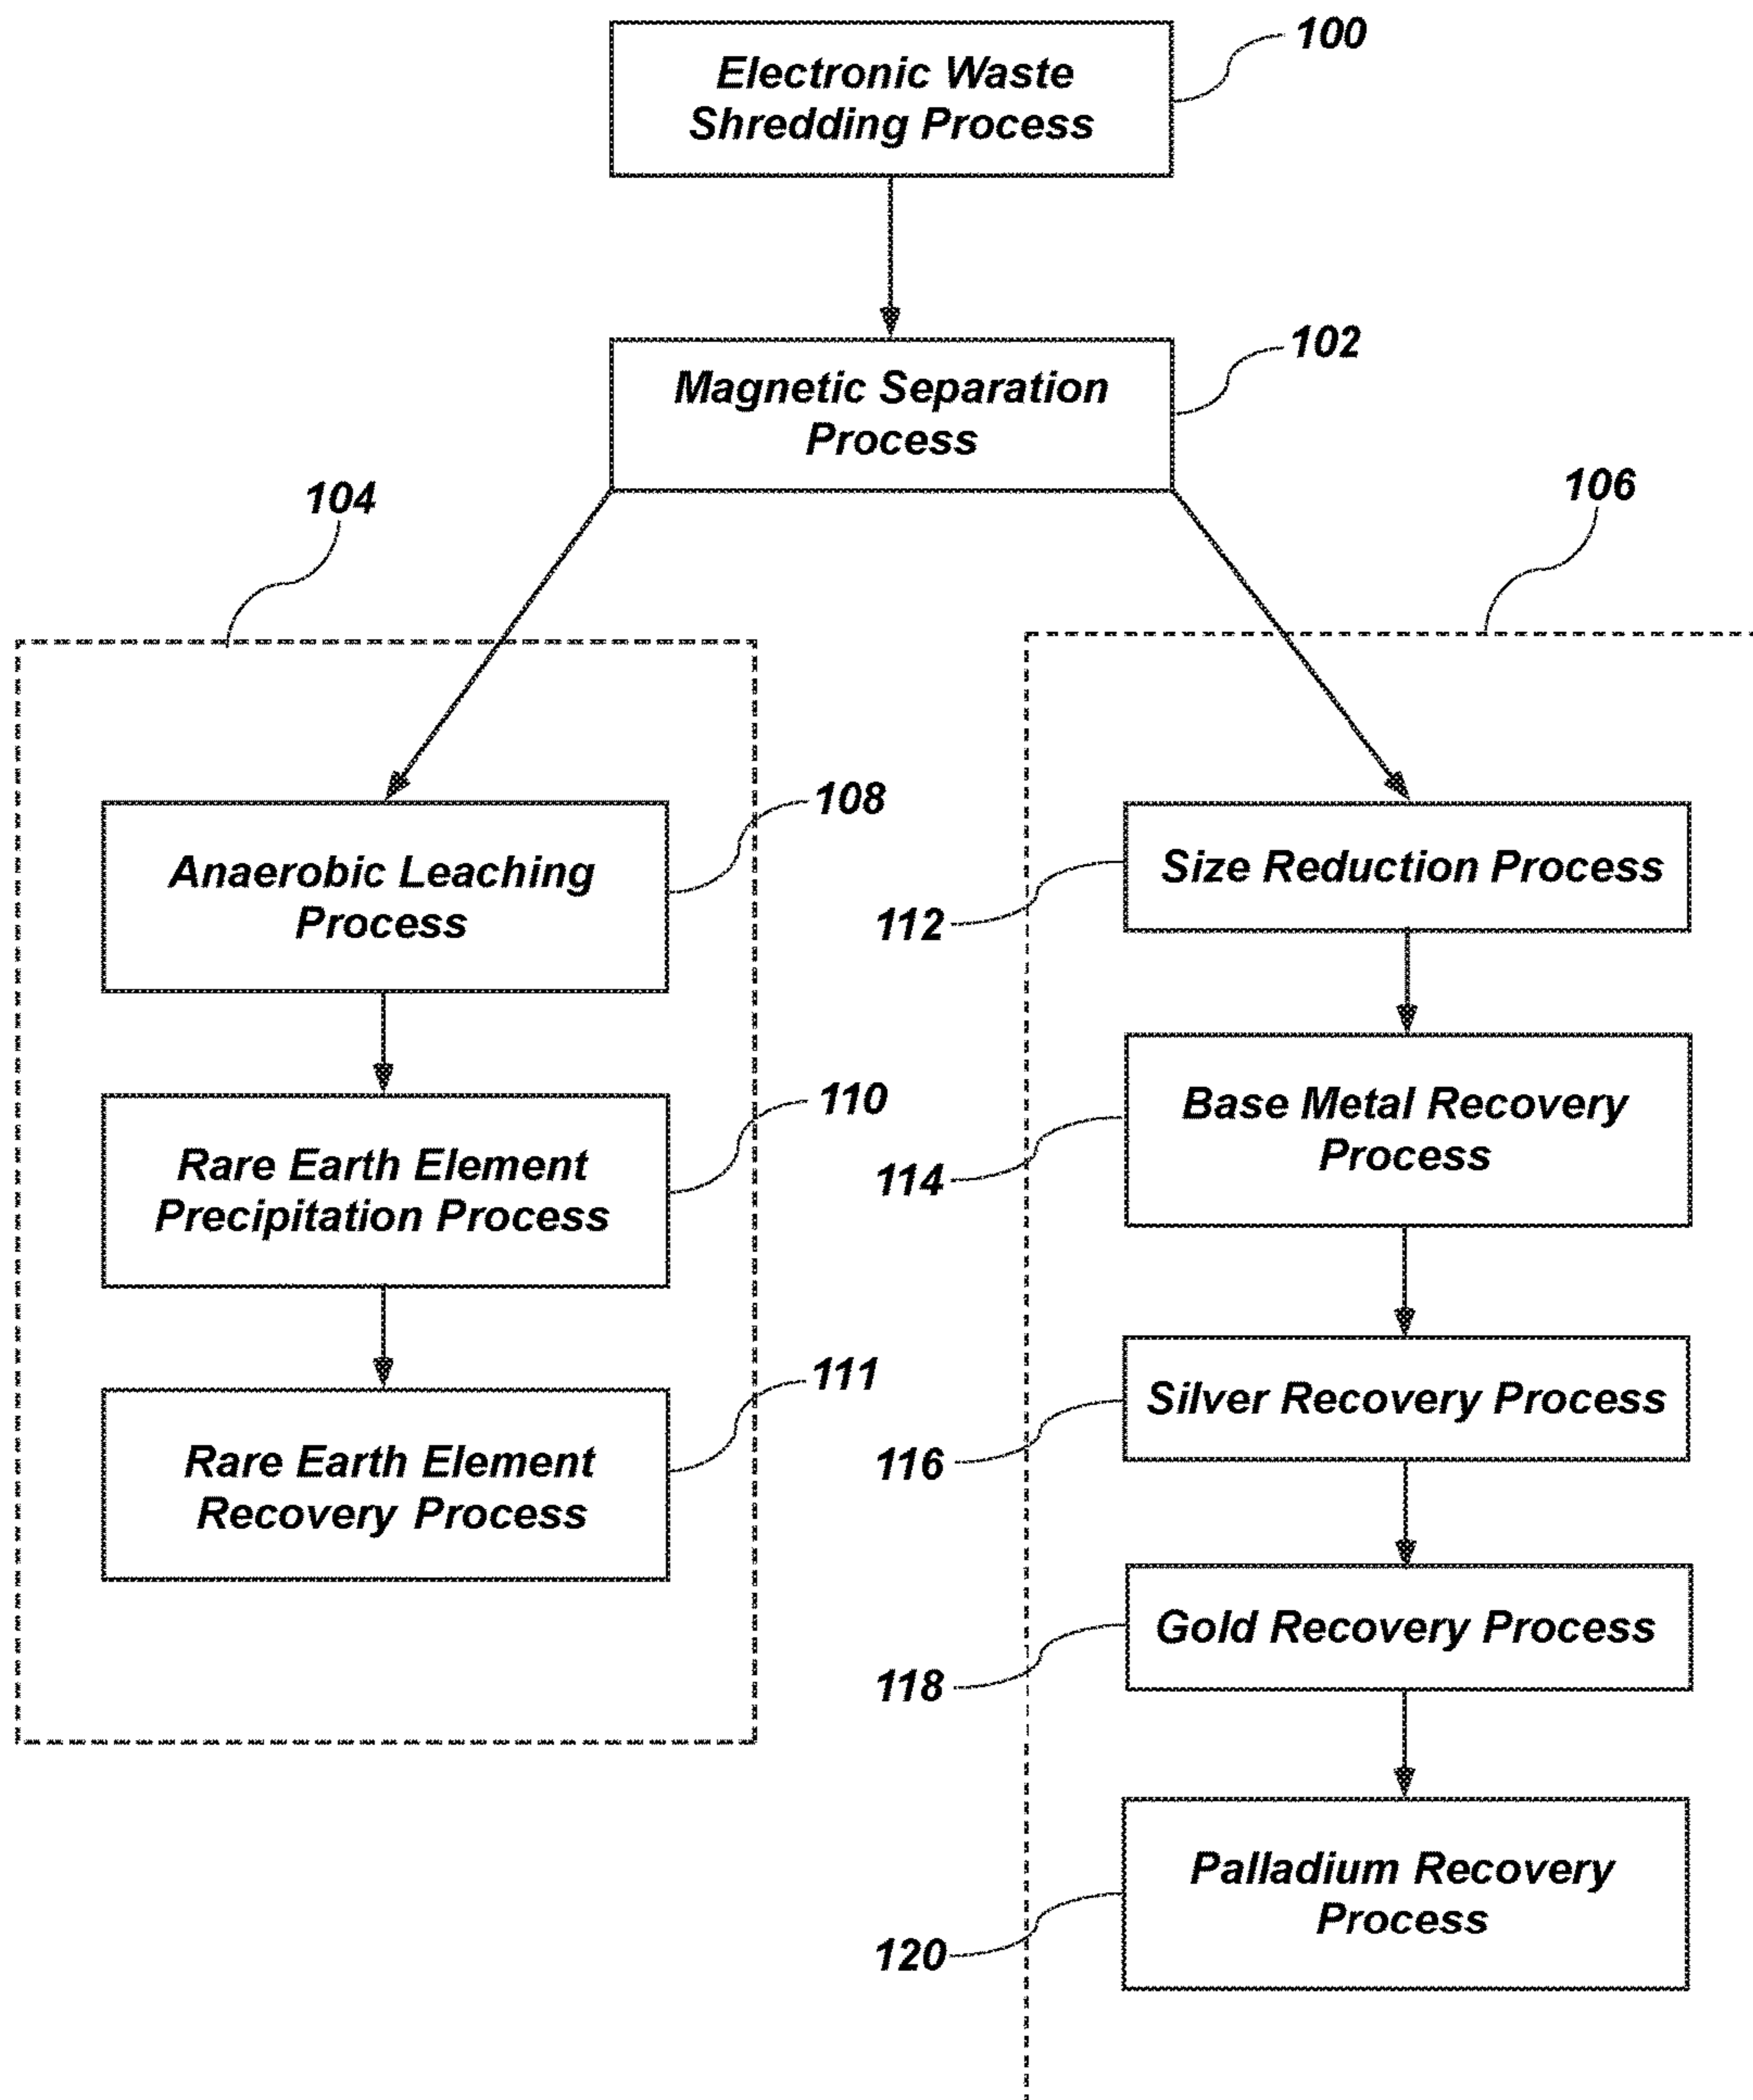 100
Electronic Waste
Shredding Process
102
Magnetic Separation
Process
104
106
108
Anaerobic Leaching
Process
110
Rare Earth Element
Precipitation Process
111
Rare Earth Element
Recovery Process
Size Reduction Process
112
Base Metal Recovery
Process
114
Silver Recovery Process
116
Gold Recovery Process
118
Palladium Recovery
Process
120